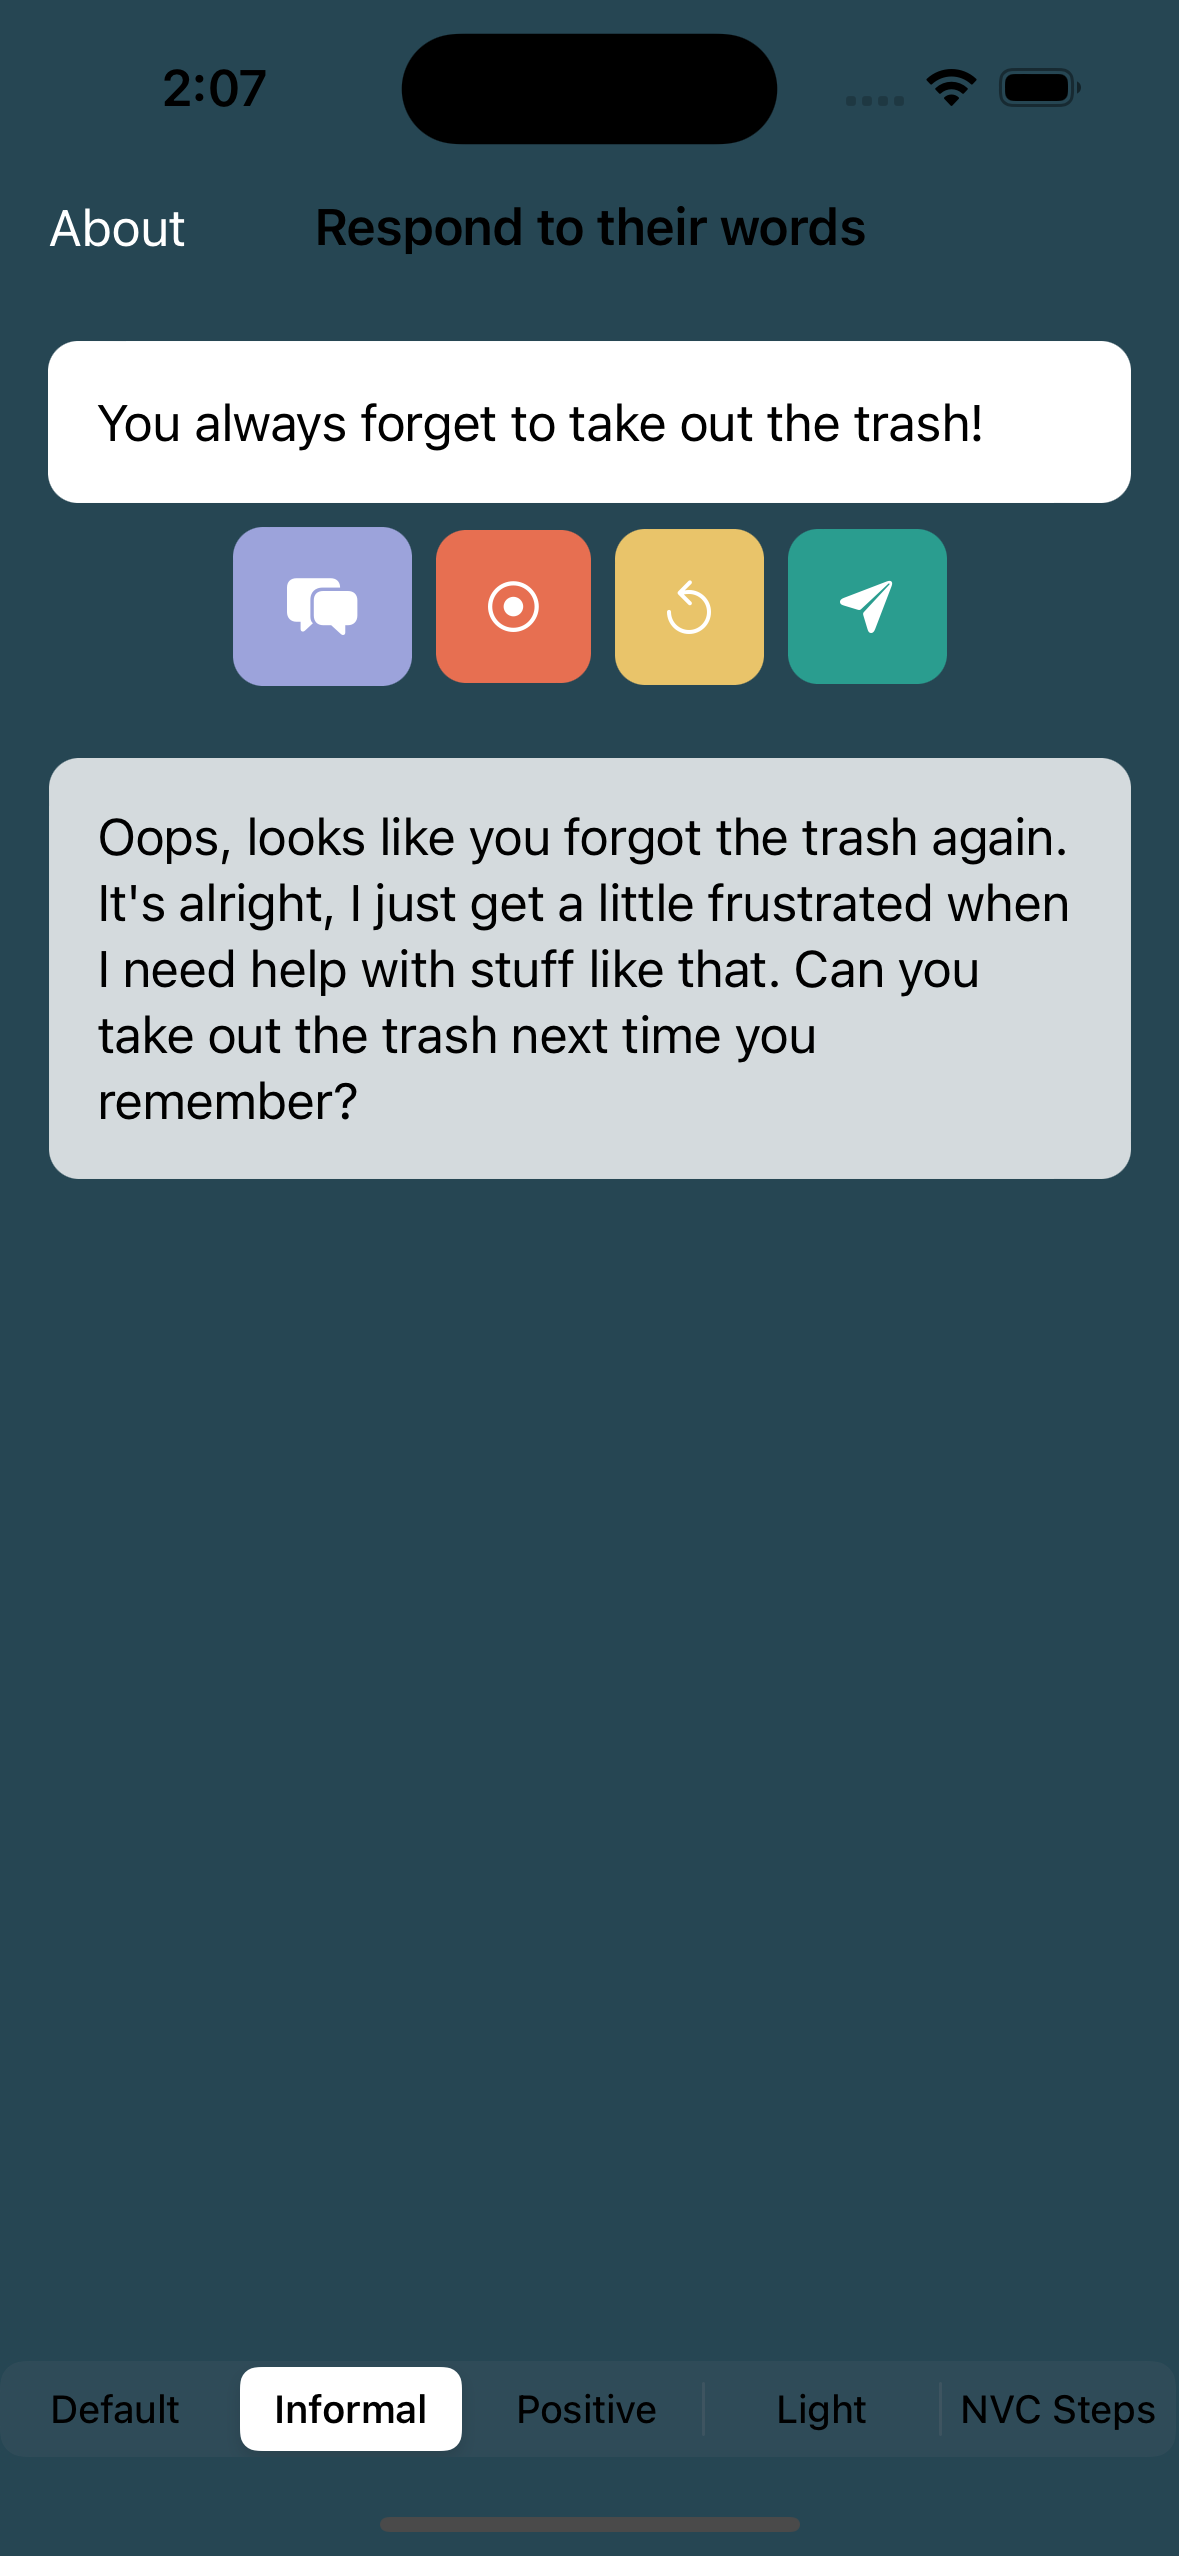 2:07
About
Respond to their words
You always forget to take out the trash!
Oops, looks like you forgot the trash again.
It's alright, I just get a little frustrated when
I need help with stuff like that. Can you
take out the trash next time you
remember?
Default
Informal
Positive
Light
NVC Steps